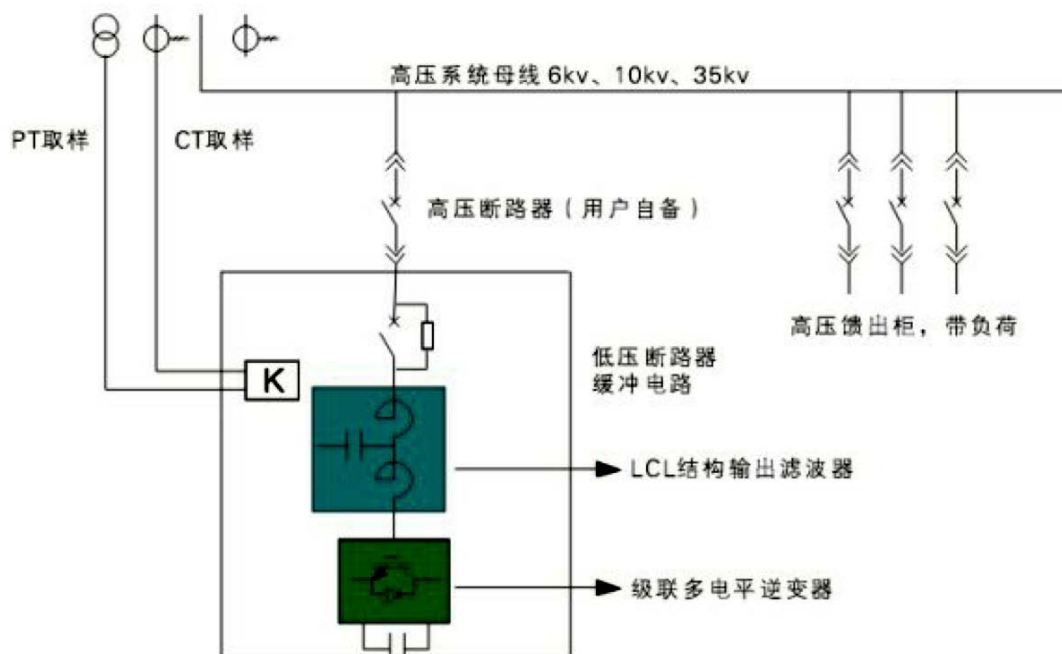 高压系统母线 6kv、10kv、35kv
PT取样
CT取样
高压断路器（用户自备）
高压馈出柜，带负荷
低压断路器
缓冲电路
K
LCL结构输出滤波器
级联多电平逆变器